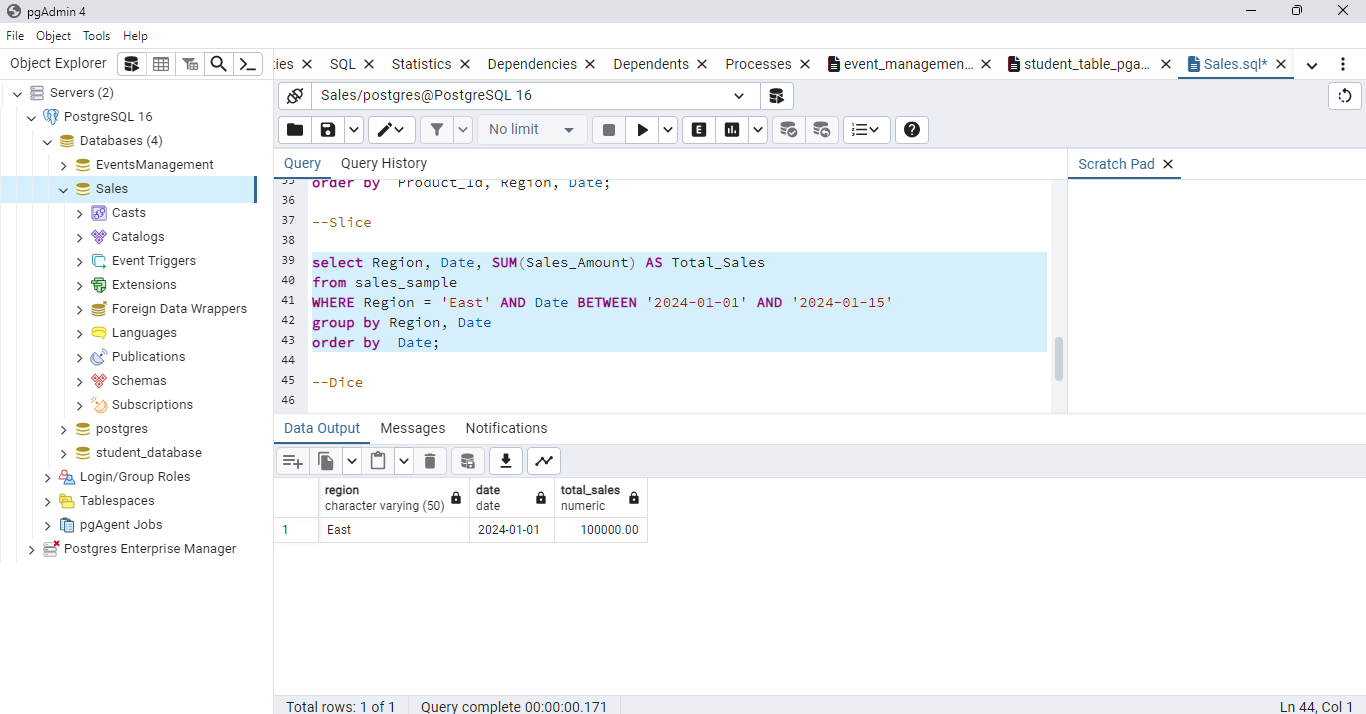 pgAdmin 4
File Object Tools Help
Object Explorer
ties SQL Statistics Dependencies Dependents Processes event_managemen... student_table_pga... Sales.sql*
Servers (2)
PostgreSQL 16
Databases (4)
EventsManagement
Sales
Casts
Catalogs
Event Triggers
Extensions
Foreign Data Wrappers
Languages
Publications
Schemas
Subscriptions
postgres
student_database
Login/Group Roles
Tablespaces
pgAgent Jobs
Postgres Enterprise Manager
Sales/postgres@PostgreSQL 16
No limit
E
Query Query History
Scratch Pad
35 order by Product_Id, Region, Date;
36
37 --Slice
38
39 select Region, Date, SUM(Sales_Amount) AS Total_Sales
40 from sales_sample
41 WHERE Region = 'East' AND Date BETWEEN '2024-01-01' AND '2024-01-15'
42 group by Region, Date
43 order by Date;
44
45 --Dice
46
Data Output Messages Notifications
region date total_sales
character varying (50) date numeric
1 East 2024-01-01 100000.00
Total rows: 1 of 1 Query complete 00:00:00.171 Ln 44, Col 1